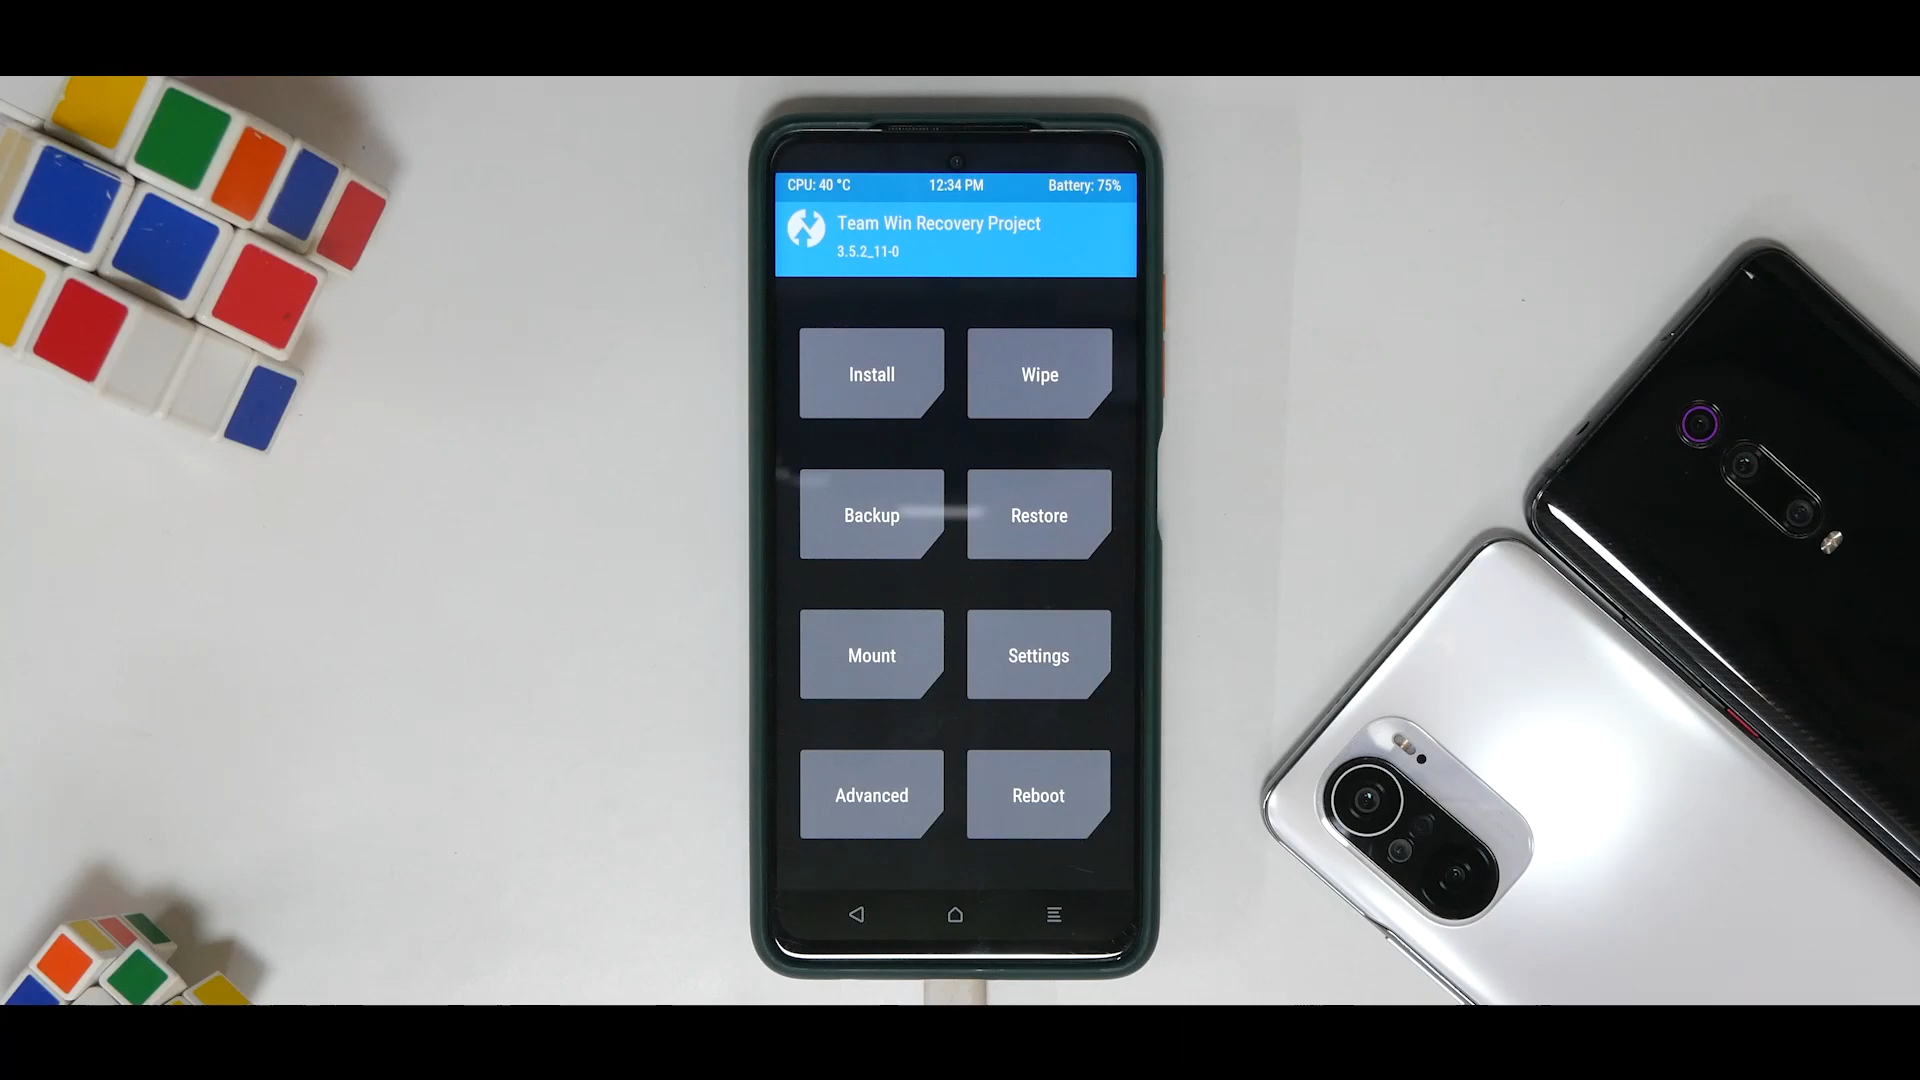 CPU: 40 °C 12:34 PM Battery: 75%
Team Win Recovery Project
3.5.2_11-0
Install Wipe
Backup Restore
Mount Settings
Advanced Reboot